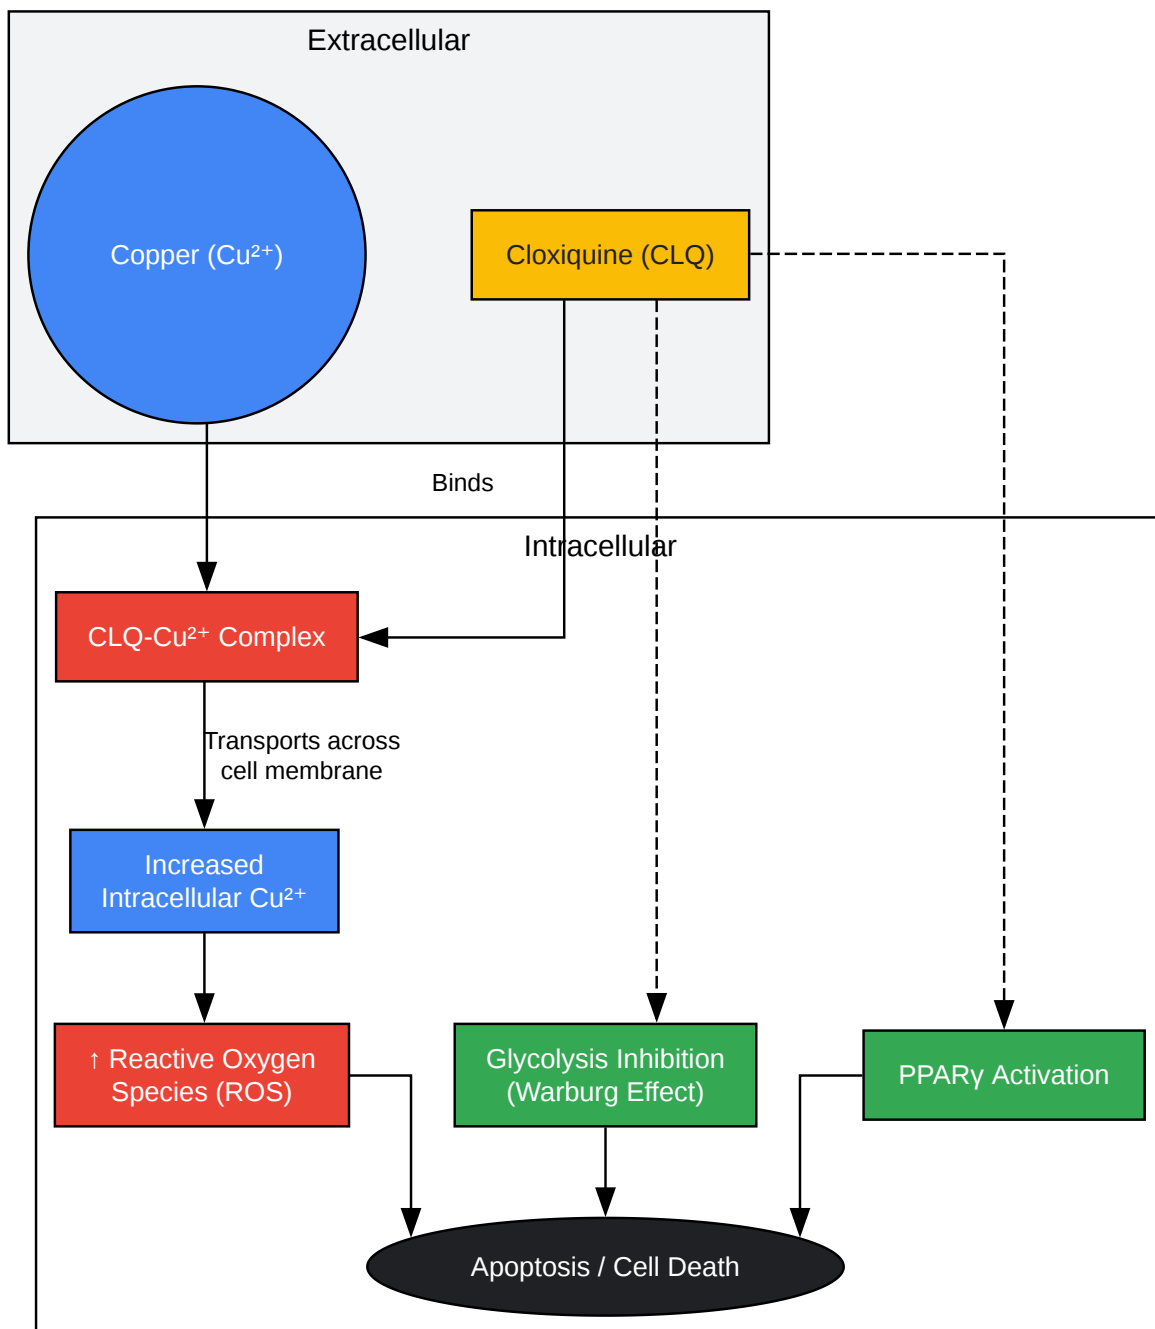 Extracellular
Copper (Cu²⁺)
Cloxiquine (CLQ)
Binds
Intracellular
CLQ-Cu²⁺ Complex
Transports across
cell membrane
Increased
Intracellular Cu²⁺
↑ Reactive Oxygen
Species (ROS)
Glycolysis Inhibition
(Warburg Effect)
PPARγ Activation
Apoptosis / Cell Death